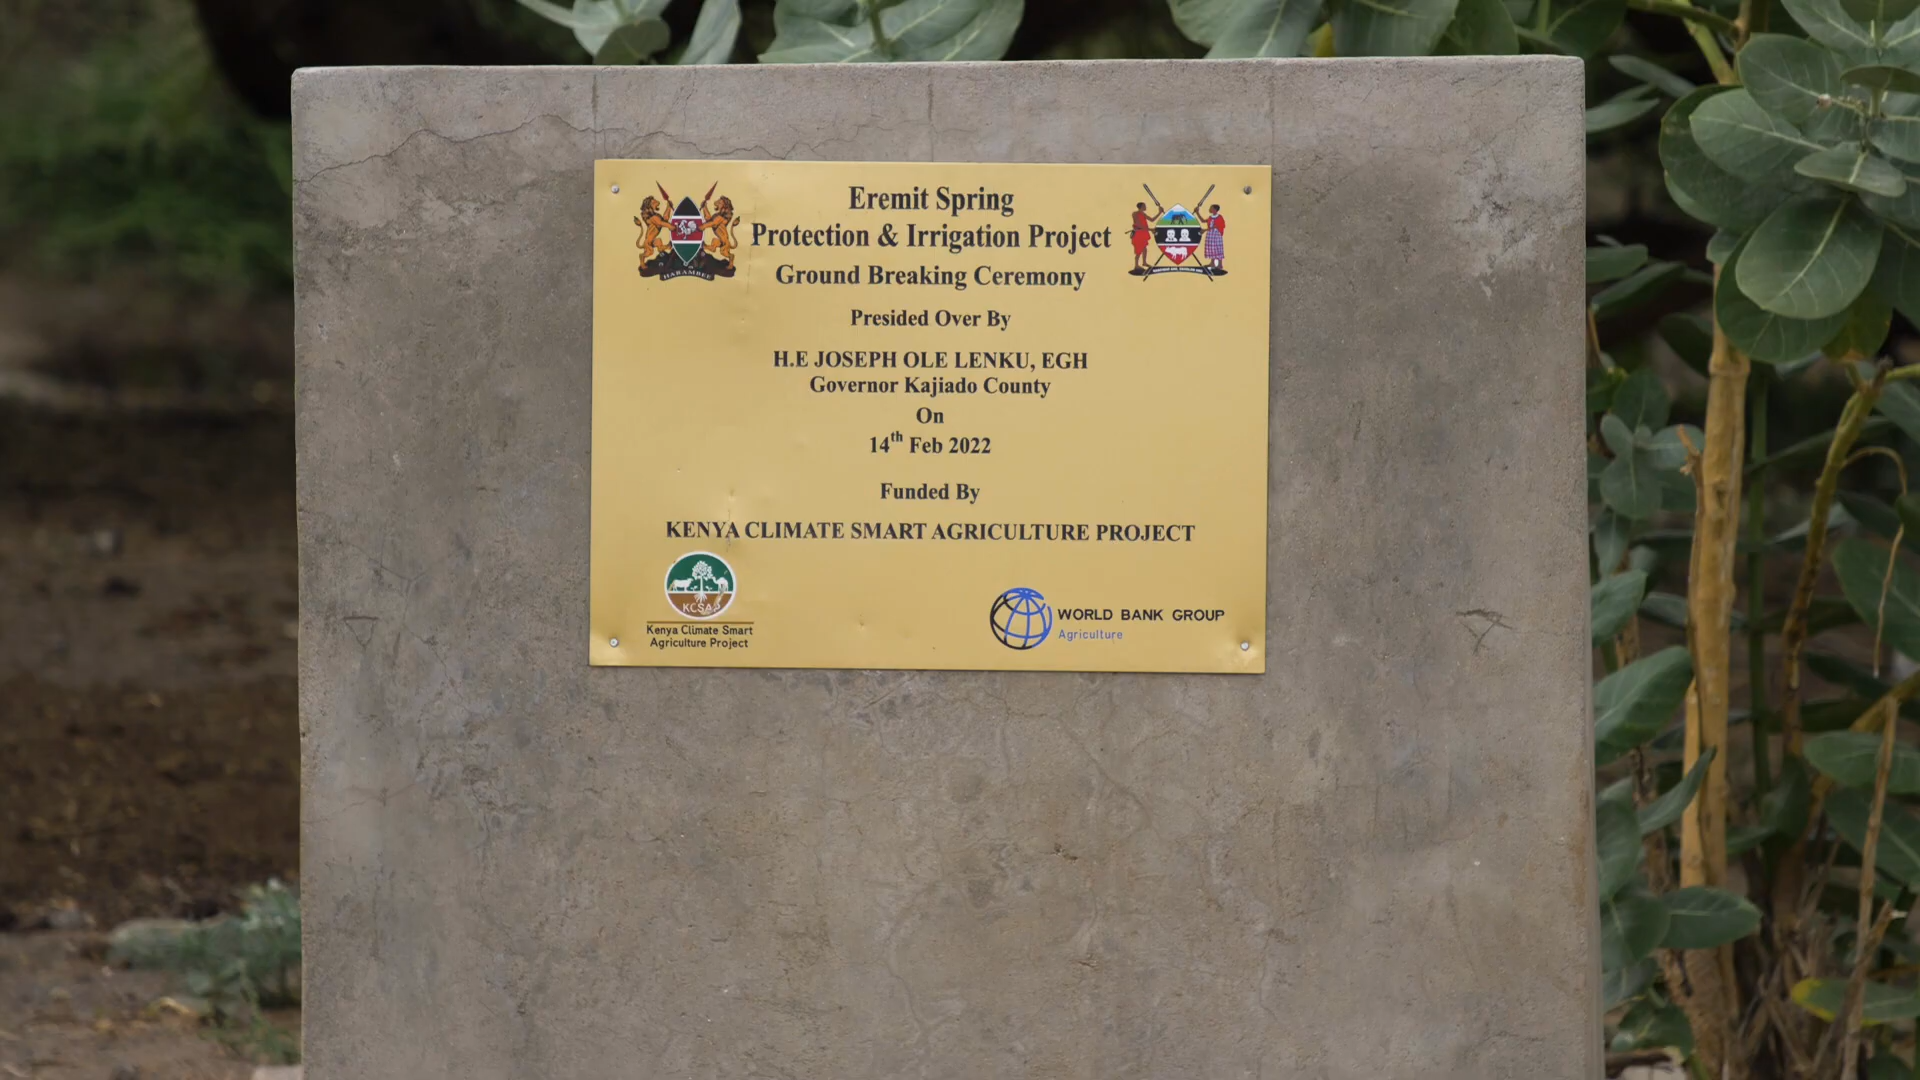 Eremit Spring
Protection & Irrigation Project
Ground Breaking Ceremony
HARAMBEE
Presided Over By
H.E JOSEPH OLE LENKU, EGH
Governor Kajiado County
On
14th Feb 2022
Funded By
KENYA CLIMATE SMART AGRICULTURE PROJECT
KCSAP
Kenya Climate Smart
Agriculture Project
WORLD BANK GROUP
Agriculture